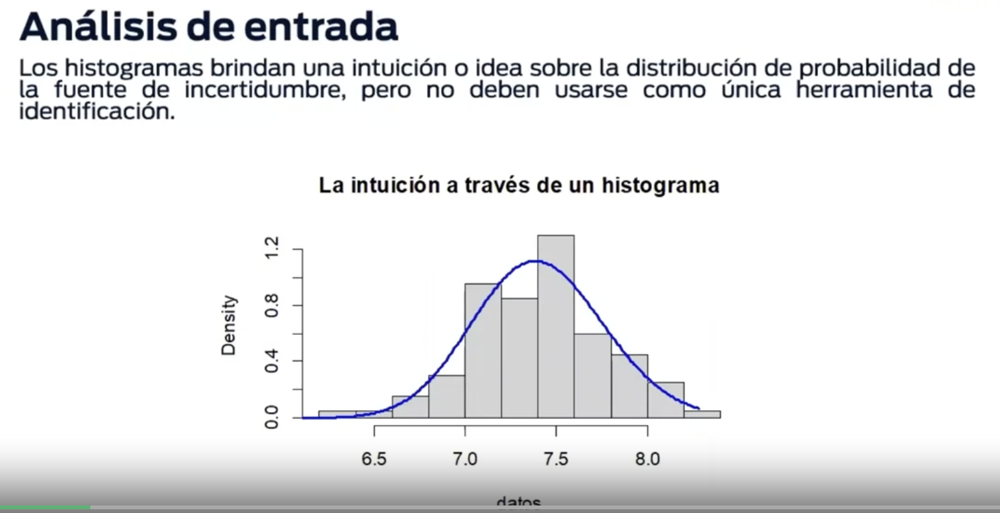 Análisis de entrada
Los histogramas brindan una intuición o idea sobre la distribución de probabilidad de
la fuente de incertidumbre, pero no deben usarse como única herramienta de
identificación.
La intuición a través de un histograma
Density
1.2
0.8
0.4
0.0
6.5 7.0 7.5 8.0
datos